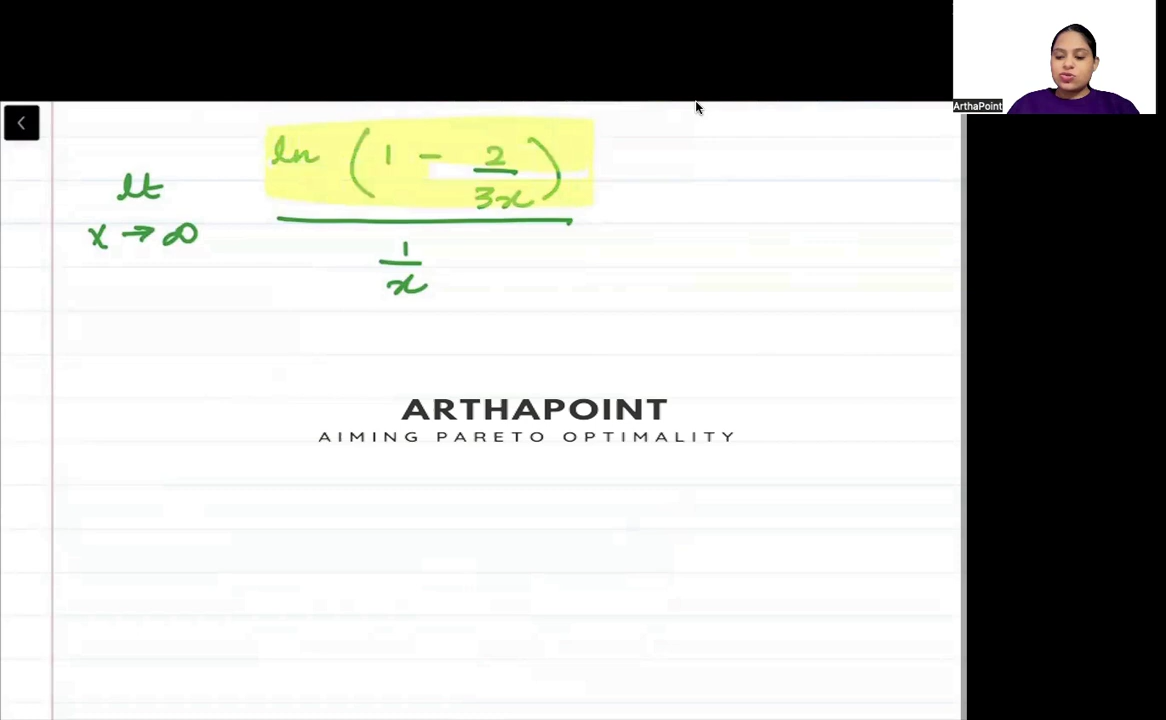 ArthaPoint
ln (1 - 2/3x)
lt
x → ∞
1/x
ARTHAPOINT
AIMING PARETO OPTIMALITY